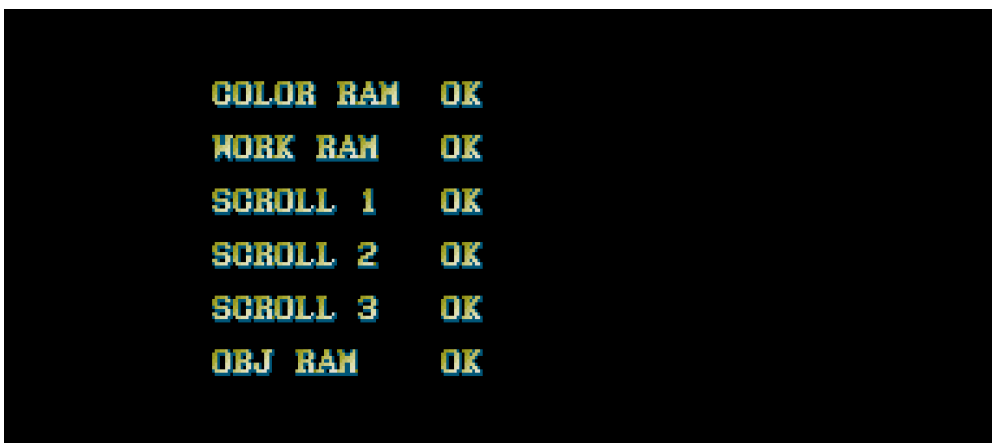 COLOR RAM OK
WORK RAM OK
SCROLL 1 OK
SCROLL 2 OK
SCROLL 3 OK
OBJ RAM OK